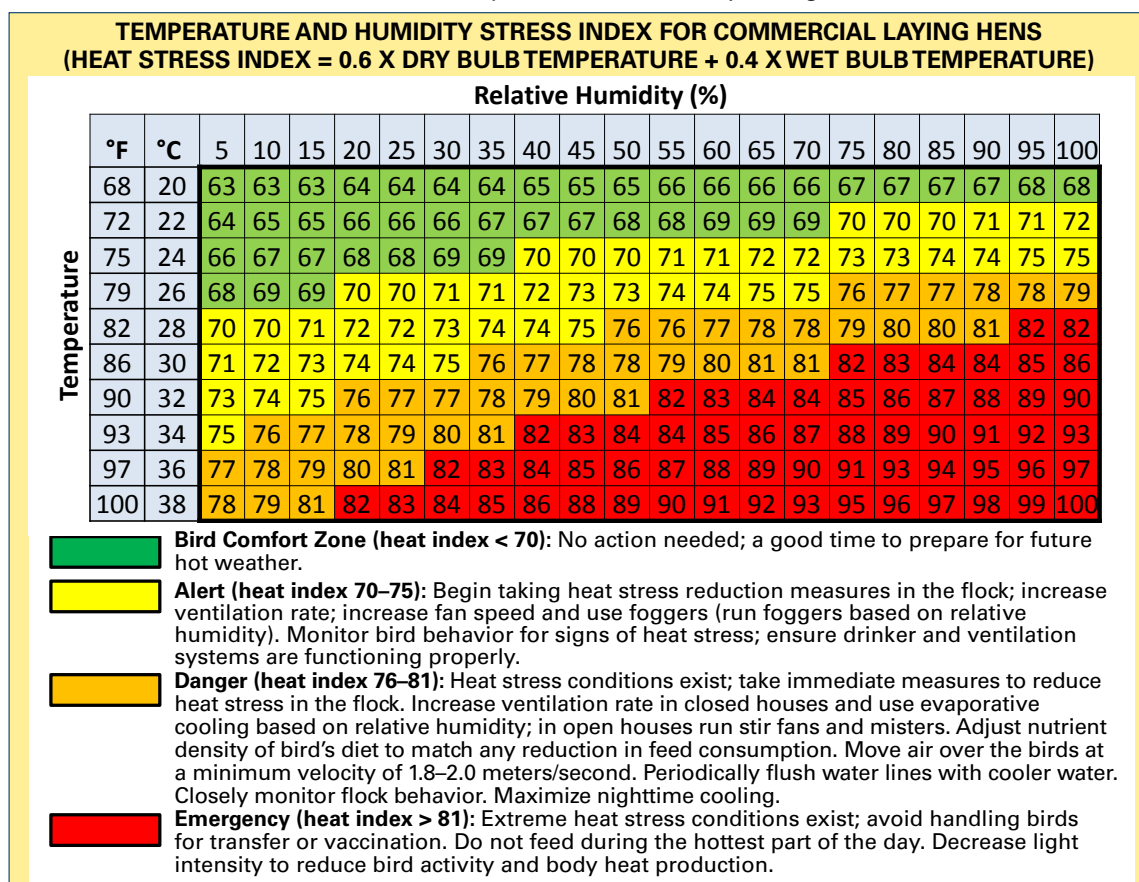 TEMPERATURE AND HUMIDITY STRESS INDEX FOR COMMERCIAL LAYING HENS
(HEAT STRESS INDEX = 0.6 X DRY BULB TEMPERATURE + 0.4 X WET BULB TEMPERATURE)
Relative Humidity (%)
°F °C 5 10 15 20 25 30 35 40 45 50 55 60 65 70 75 80 85 90 95 100
Temperature
68 20 63 63 63 64 64 64 64 65 65 65 66 66 66 66 67 67 67 67 68 68
72 22 64 65 65 66 66 66 67 67 67 68 68 69 69 69 70 70 70 71 71 72
75 24 66 67 67 68 68 69 69 70 70 70 71 71 72 72 73 73 74 74 75 75
79 26 68 69 69 70 70 71 71 72 73 73 74 74 75 75 76 77 77 78 78 79
82 28 70 70 71 72 72 73 74 74 75 76 76 77 78 78 79 80 80 81 82 82
86 30 71 72 73 74 74 75 76 77 78 78 79 80 81 81 82 83 84 84 85 86
90 32 73 74 75 76 77 77 78 79 80 81 82 83 84 84 85 86 87 88 89 90
93 34 75 76 77 78 79 80 81 82 83 84 84 85 86 87 88 89 90 91 92 93
97 36 77 78 79 80 81 82 83 84 85 86 87 88 89 90 91 93 94 95 96 97
100 38 78 79 81 82 83 84 85 86 88 89 90 91 92 93 95 96 97 98 99 100
Bird Comfort Zone (heat index < 70): No action needed; a good time to prepare for future
hot weather.
Alert (heat index 70–75): Begin taking heat stress reduction measures in the flock; increase
ventilation rate; increase fan speed and use foggers (run foggers based on relative
humidity). Monitor bird behavior for signs of heat stress; ensure drinker and ventilation
systems are functioning properly.
Danger (heat index 76–81): Heat stress conditions exist; take immediate measures to reduce
heat stress in the flock. Increase ventilation rate in closed houses and use evaporative
cooling based on relative humidity; in open houses run stir fans and misters. Adjust nutrient
density of bird's diet to match any reduction in feed consumption. Move air over the birds at
a minimum velocity of 1.8–2.0 meters/second. Periodically flush water lines with cooler water.
Closely monitor flock behavior. Maximize nighttime cooling.
Emergency (heat index > 81): Extreme heat stress conditions exist; avoid handling birds
for transfer or vaccination. Do not feed during the hottest part of the day. Decrease light
intensity to reduce bird activity and body heat production.